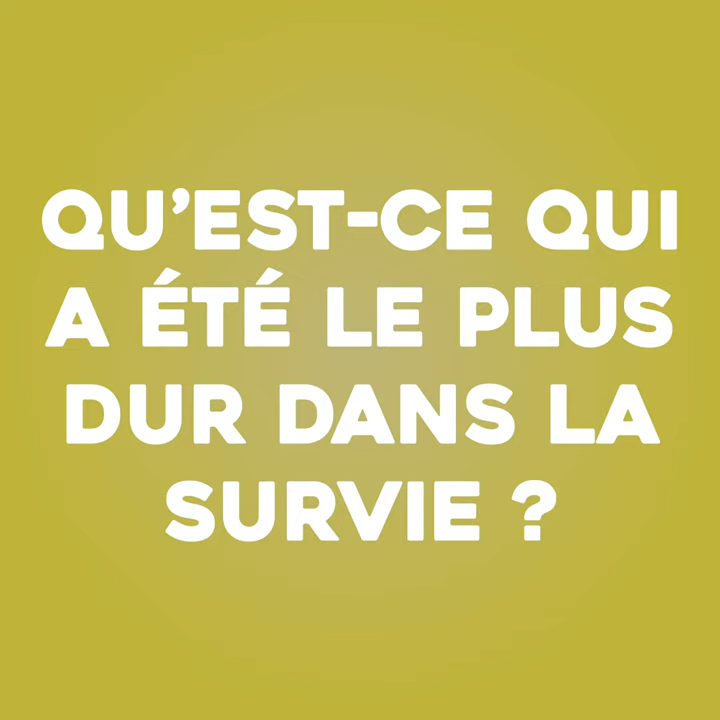 QU’EST-CE QUI
A ÉTÉ LE PLUS
DUR DANS LA
SURVIE ?